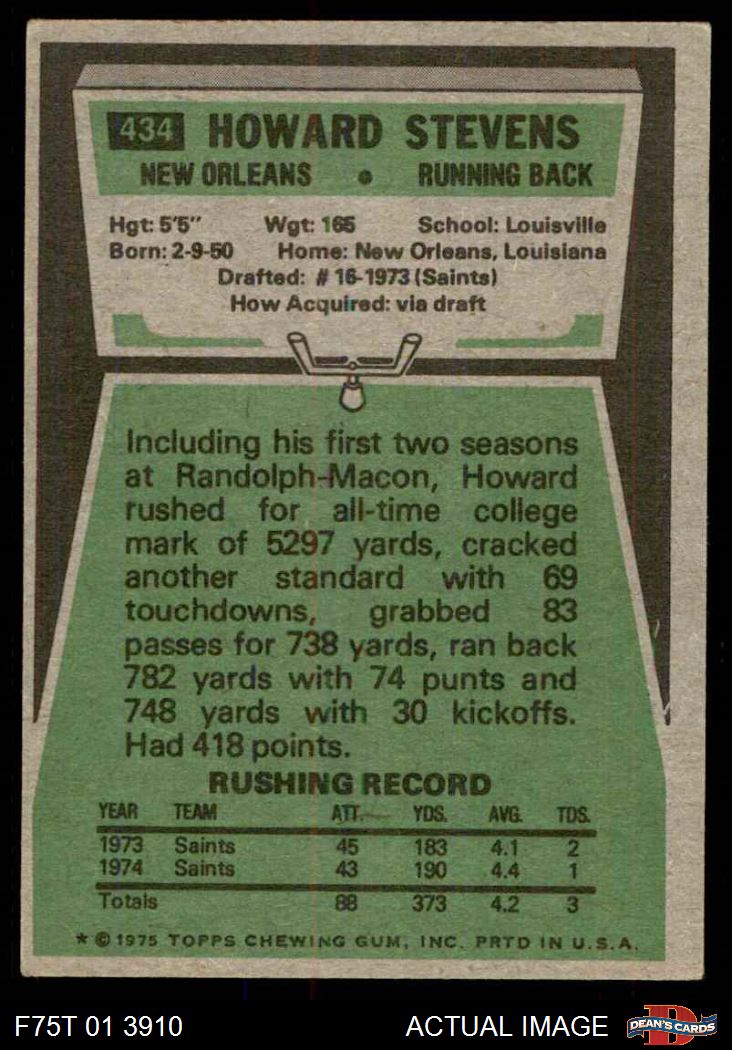 434 HOWARD STEVENS
NEW ORLEANS • RUNNING BACK
Hgt: 5'5" Wgt: 165 School: Louisville
Born: 2-9-50 Home: New Orleans, Louisiana
Drafted: # 16-1973 (Saints)
How Acquired: via draft
Including his first two seasons
at Randolph-Macon, Howard
rushed for all-time college
mark of 5297 yards, cracked
another standard with 69
touchdowns, grabbed 83
passes for 738 yards, ran back
782 yards with 74 punts and
748 yards with 30 kickoffs.
Had 418 points.
RUSHING RECORD
YEAR TEAM ATT. YDS. AVG. TDS.
1973 Saints 45 183 4.1 2
1974 Saints 43 190 4.4 1
Totals 88 373 4.2 3
* © 1975 TOPPS CHEWING GUM, INC. PRTD IN U.S.A.
F75T 01 3910 ACTUAL IMAGE DEAN'S CARDS